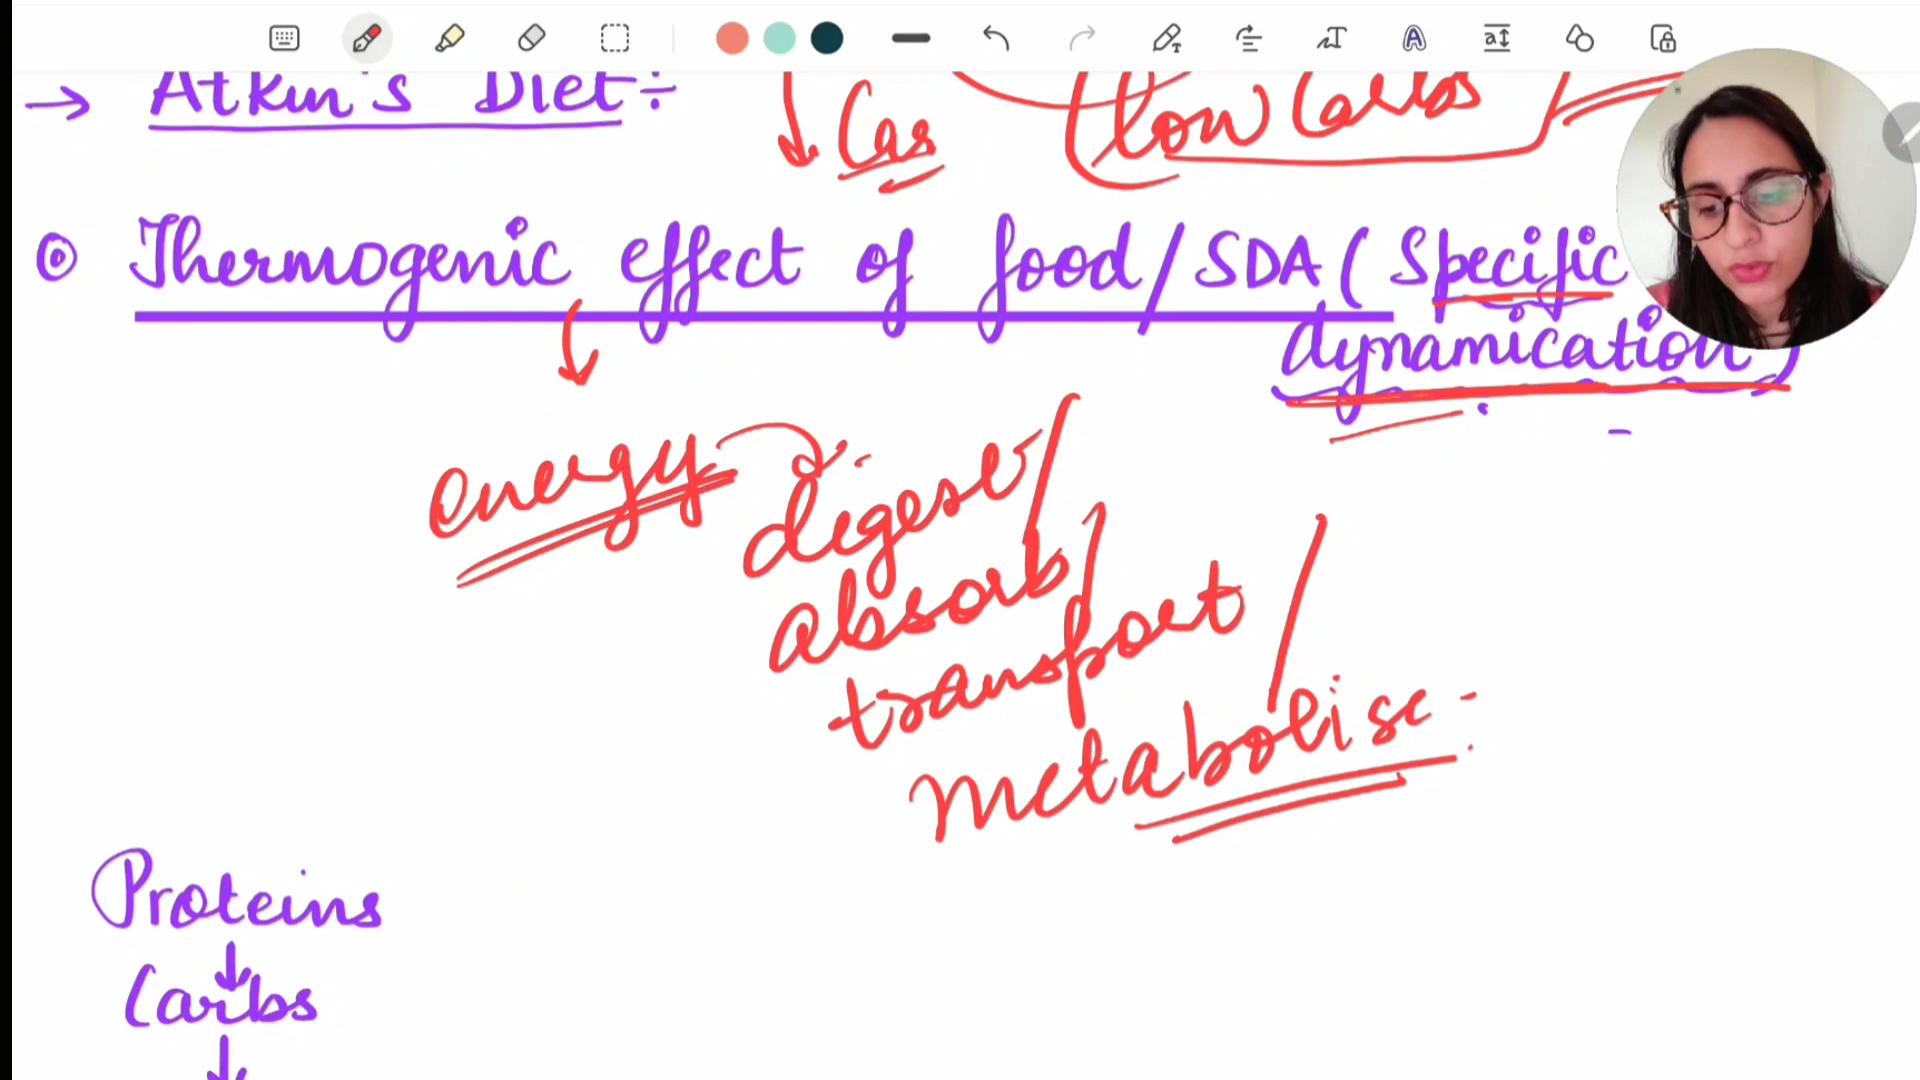 → Atkin's Diet÷ ↓ Cas (low Carbs)
⊙ Thermogenic effect of food/SDA (Specific
dynamication)
↓
energy
digest/
absorb/
transport/
metabolise
Proteins
↓
Carbs
↓